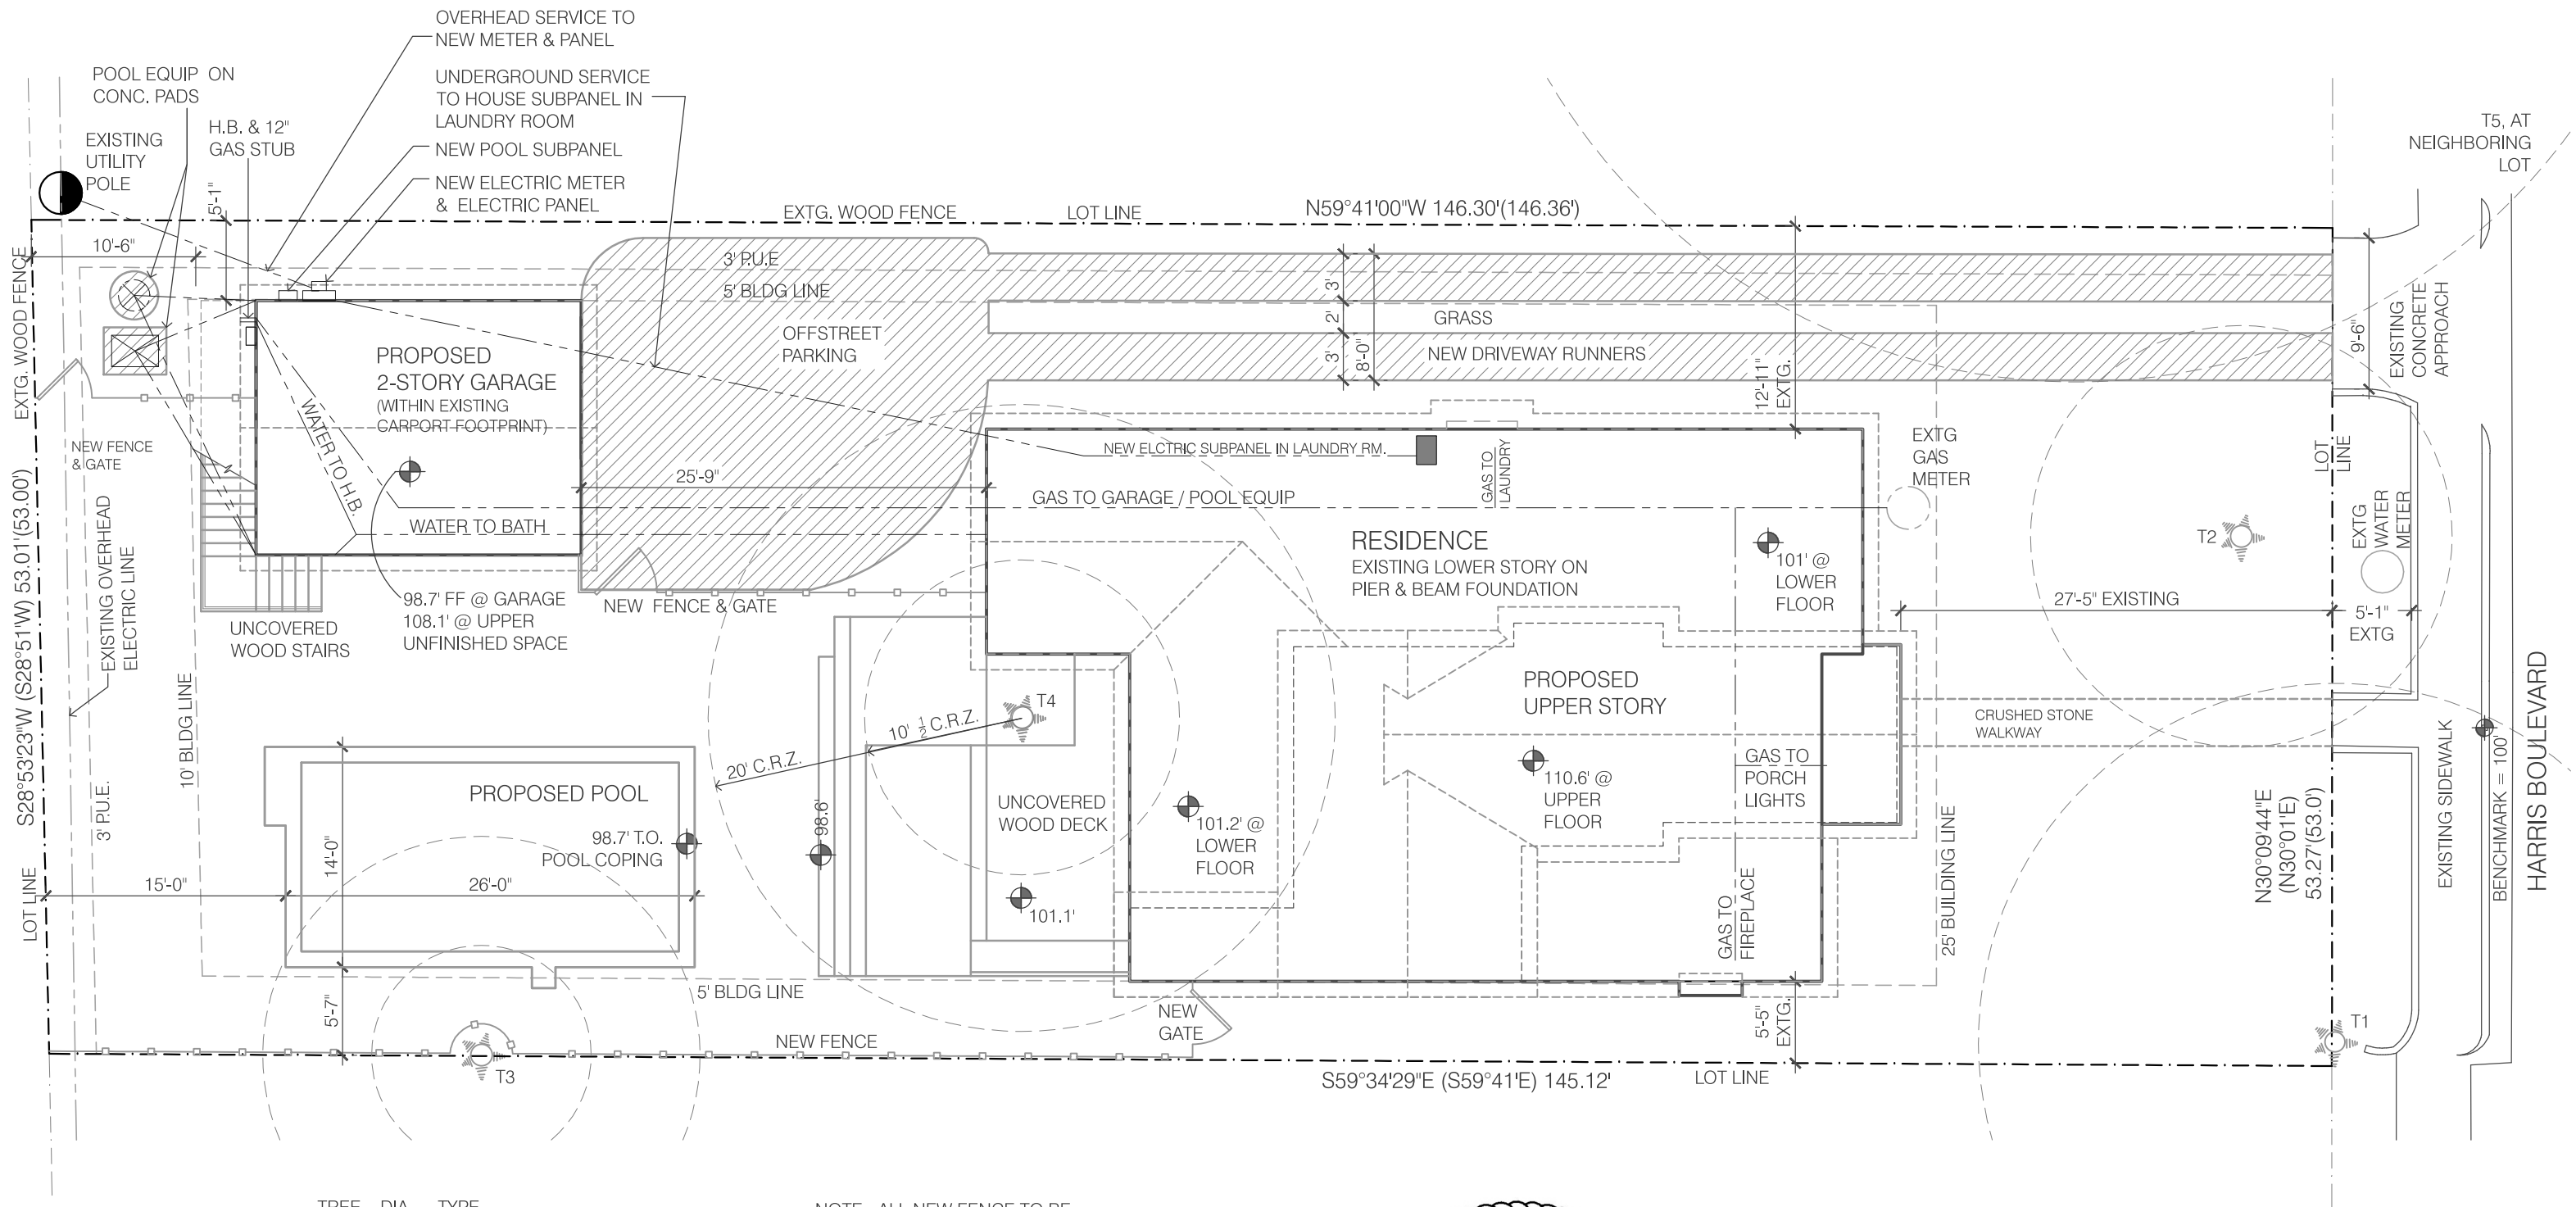 OVERHEAD SERVICE TO
NEW METER & PANEL
POOL EQUIP ON
CONC. PADS
UNDERGROUND SERVICE
TO HOUSE SUBPANEL IN
LAUNDRY ROOM
H.B. & 12"
GAS STUB
EXISTING
UTILITY
POLE
NEW POOL SUBPANEL
NEW ELECTRIC METER
& ELECTRIC PANEL
T5, AT
NEIGHBORING
LOT
5'-1"
EXTG. WOOD FENCE
LOT LINE
N59°41'00"W 146.30'(146.36')
10'-6"
EXTG. WOOD FENCE
3' P.U.E
5' BLDG LINE
OFFSTREET
PARKING
3'
2'
3'
8'-0"
GRASS
NEW DRIVEWAY RUNNERS
12'-11"
EXTG.
9'-6"
EXISTING
CONCRETE
APPROACH
PROPOSED
2-STORY GARAGE
(WITHIN EXISTING
CARPORT FOOTPRINT)
WATER TO H.B.
NEW FENCE
& GATE
25'-9"
NEW ELCTRIC SUBPANEL IN LAUNDRY RM.
GAS TO
LAUNDRY
EXTG
GAS
METER
LOT
LINE
GAS TO GARAGE / POOL EQUIP
WATER TO BATH
RESIDENCE
EXISTING LOWER STORY ON
PIER & BEAM FOUNDATION
101' @
LOWER
FLOOR
T2
EXTG
WATER
METER
S28°53'23"W (S28°51'W) 53.01'(53.00')
EXISTING OVERHEAD
ELECTRIC LINE
98.7' FF @ GARAGE
108.1' @ UPPER
UNFINISHED SPACE
NEW FENCE & GATE
UNCOVERED
WOOD STAIRS
27'-5" EXISTING
5'-1"
EXTG
10' BLDG LINE
3' P.U.E.
T4
10' ½ C.R.Z.
20' C.R.Z.
PROPOSED
UPPER STORY
CRUSHED STONE
WALKWAY
GAS TO
PORCH
LIGHTS
110.6' @
UPPER
FLOOR
PROPOSED POOL
98.7' T.O.
POOL COPING
14'-0"
98.6'
UNCOVERED
WOOD DECK
101.2' @
LOWER
FLOOR
N30°09'44"E
(N30°01'E)
53.27'(53.0')
EXISTING SIDEWALK
BENCHMARK = 100'
HARRIS BOULEVARD
LOT LINE
15'-0"
26'-0"
101.1'
GAS TO
FIREPLACE
25' BUILDING LINE
5'-7"
5' BLDG LINE
NEW
GATE
5'-5"
EXTG.
T1
NEW FENCE
T3
S59°34'29"E (S59°41'E) 145.12'
LOT LINE
TREE DIA. TYPE
NOTE: ALL NEW FENCE TO BE